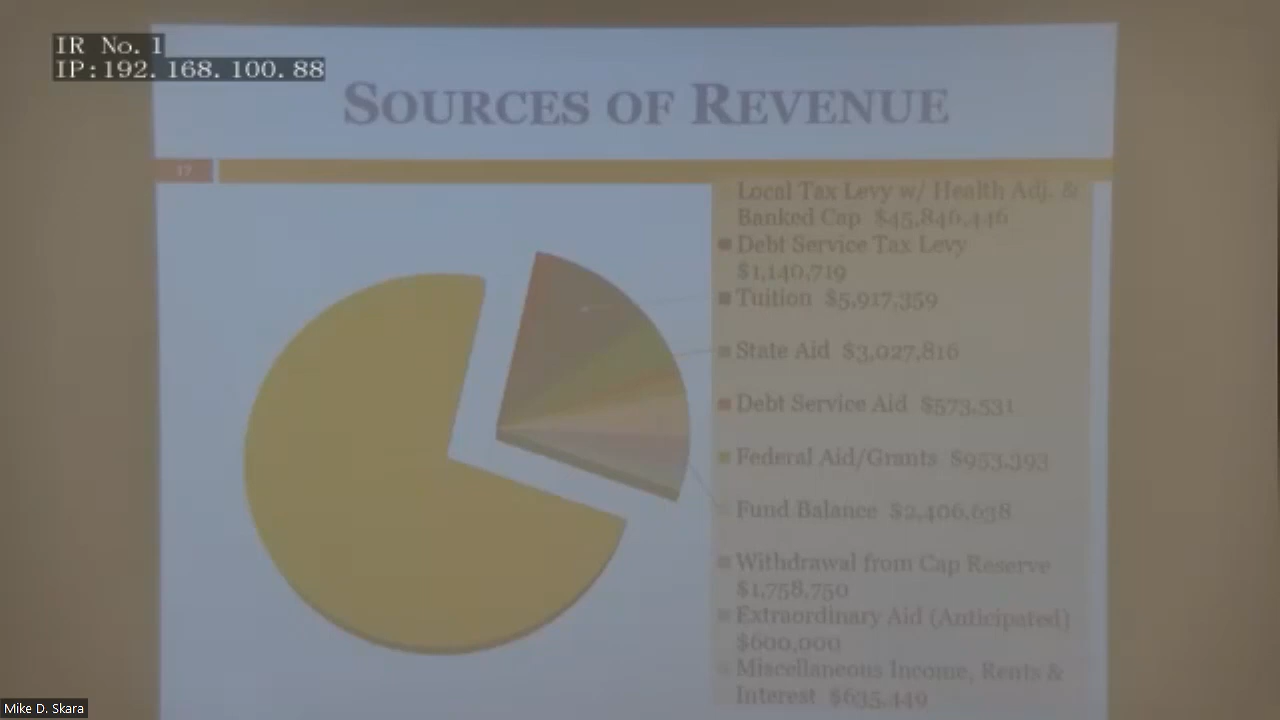 IR No. 1
IP:192.168.100.88
SOURCES OF REVENUE
17
Local Tax Levy w/ Health Adj. &
Banked Cap $45,846,446
Debt Service Tax Levy
$1,140,719
Tuition $5,917,359
State Aid $3,027,816
Debt Service Aid $573,531
Federal Aid/Grants $953,393
Fund Balance $2,406,638
Withdrawal from Cap Reserve
$1,758,750
Extraordinary Aid (Anticipated)
$600,000
Miscellaneous Income, Rents &
Interest $635,449
Mike D. Skara